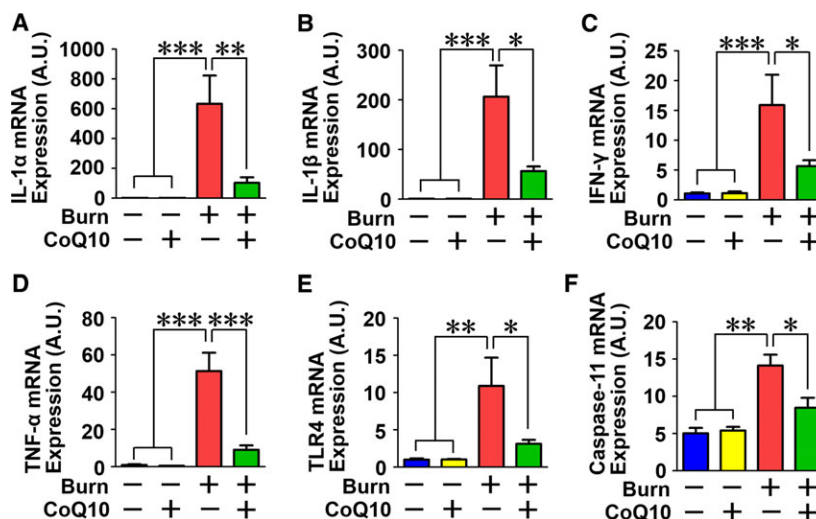 A
IL-1α mRNA
Expression (A.U.)
1000
800
600
400
200
0
*** **
Burn — — + +
CoQ10 — + — +
B
IL-1β mRNA
Expression (A.U.)
300
200
100
0
*** *
Burn — — + +
CoQ10 — + — +
C
IFN-γ mRNA
Expression (A.U.)
25
20
15
10
5
0
*** *
Burn — — + +
CoQ10 — + — +
D
TNF-α mRNA
Expression (A.U.)
80
60
40
20
0
*** ***
Burn — — + +
CoQ10 — + — +
E
TLR4 mRNA
Expression (A.U.)
20
15
10
5
0
** *
Burn — — + +
CoQ10 — + — +
F
Caspase-11 mRNA
Expression (A.U.)
20
15
10
5
0
** *
Burn — — + +
CoQ10 — + — +